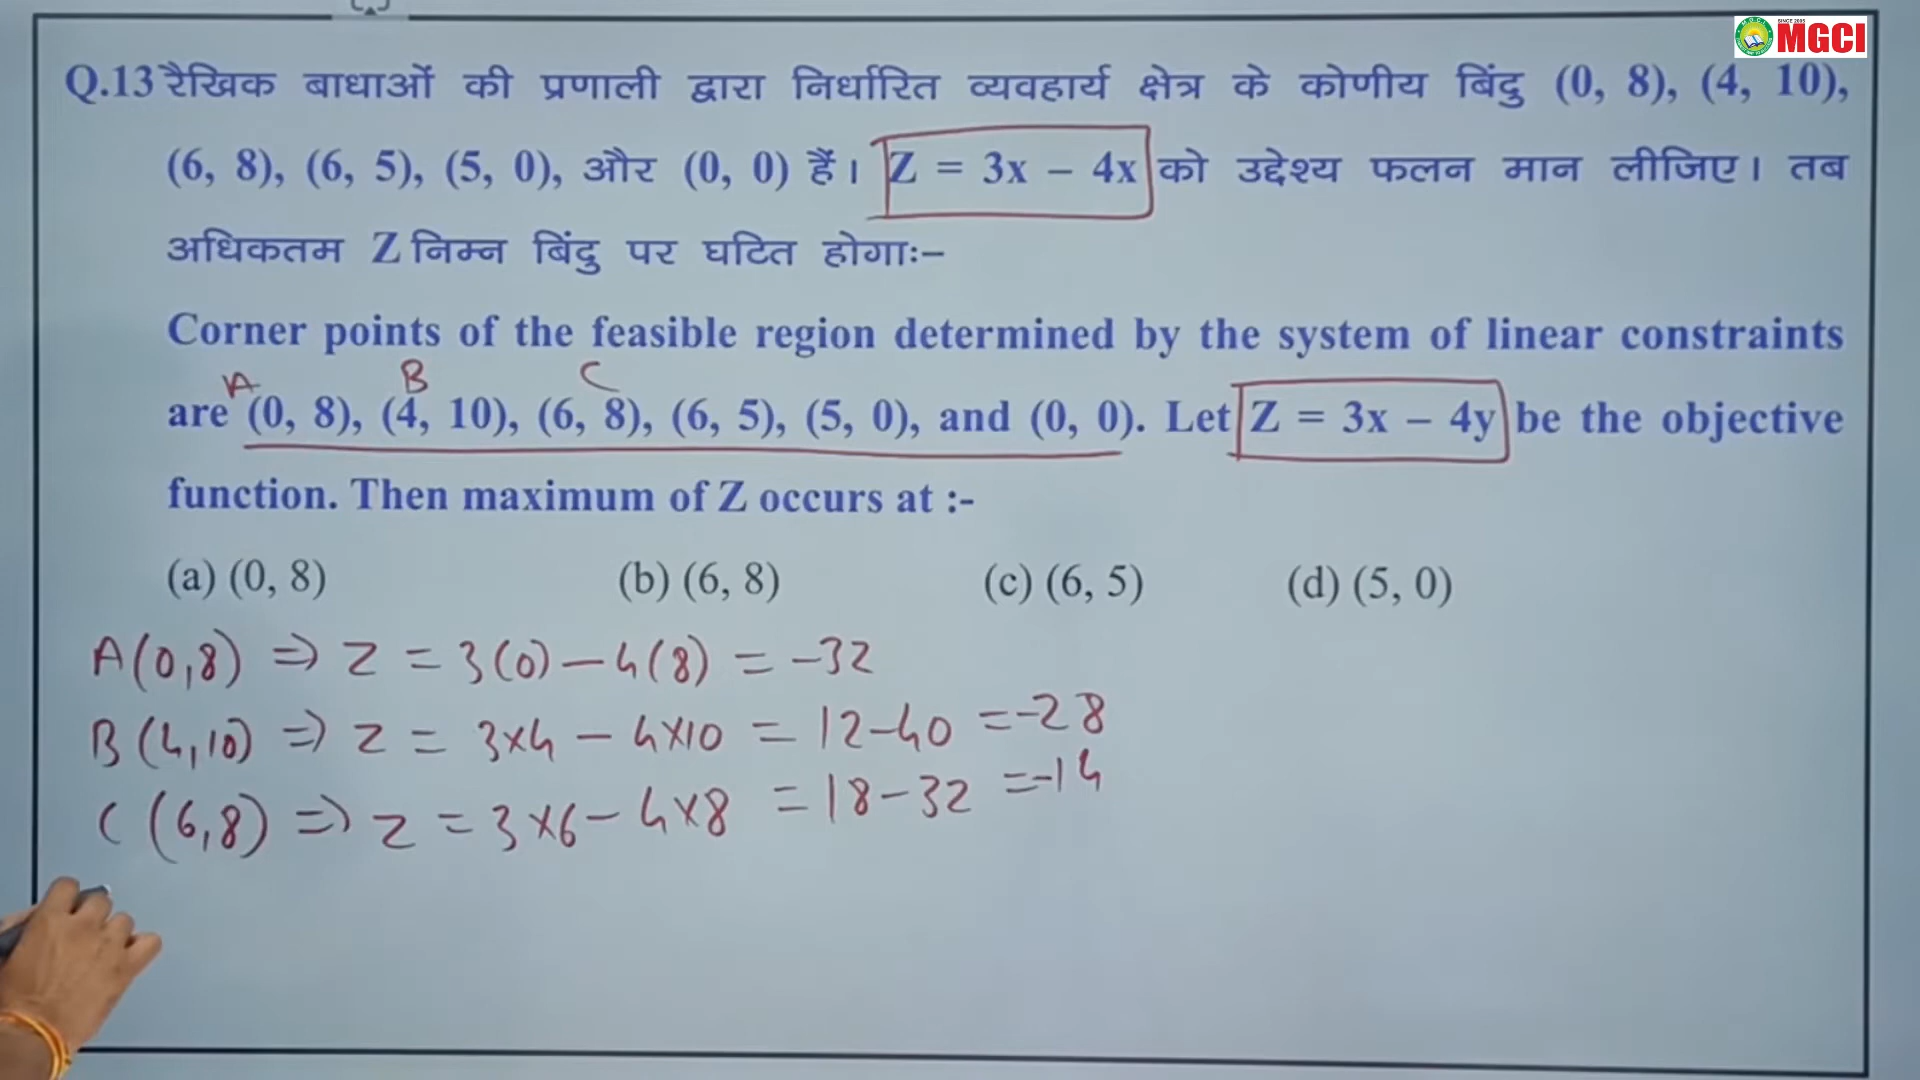 SINCE 2005
MGCI
Q.13 रैखिक बाधाओं की प्रणाली द्वारा निर्धारित व्यवहार्य क्षेत्र के कोणीय बिंदु (0, 8), (4, 10),
(6, 8), (6, 5), (5, 0), और (0, 0) हैं। Z = 3x – 4x को उद्देश्य फलन मान लीजिए। तब
अधिकतम Z निम्न बिंदु पर घटित होगाः–
Corner points of the feasible region determined by the system of linear constraints
A B C
are (0, 8), (4, 10), (6, 8), (6, 5), (5, 0), and (0, 0). Let Z = 3x – 4y be the objective
function. Then maximum of Z occurs at :-
(a) (0, 8) (b) (6, 8) (c) (6, 5) (d) (5, 0)
A(0,8) ⇒ Z = 3(0) – 4(8) = –32
B(4,10) ⇒ Z = 3×4 – 4×10 = 12–40 = –28
C(6,8) ⇒ Z = 3×6 – 4×8 = 18–32 = –14